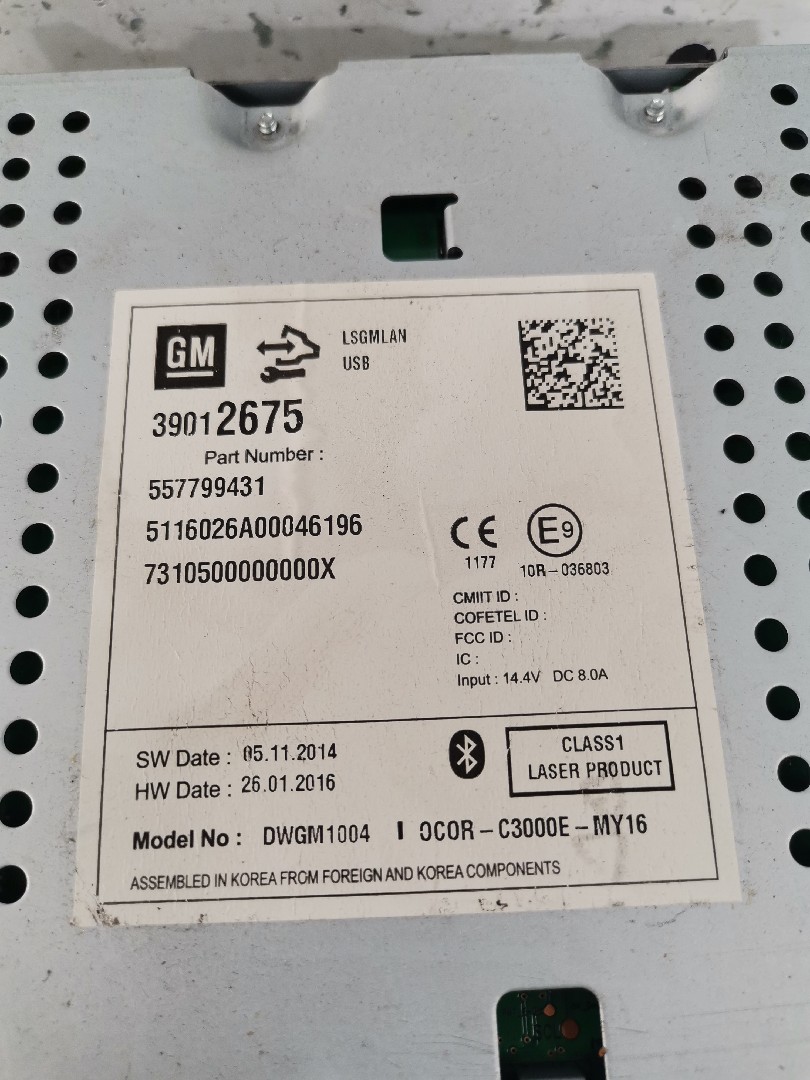 GM
LSGMLAN
USB
39012675
Part Number :
557799431
5116026A00046196
7310500000000X
CE
1177
E9
10R-036803
CMIIT ID :
COFETEL ID :
FCC ID :
IC :
Input : 14.4V DC 8.0A
SW Date : 05.11.2014
HW Date : 26.01.2016
CLASS1
LASER PRODUCT
Model No : DWGM1004 I OCOR-C3000E-MY16
ASSEMBLED IN KOREA FROM FOREIGN AND KOREA COMPONENTS